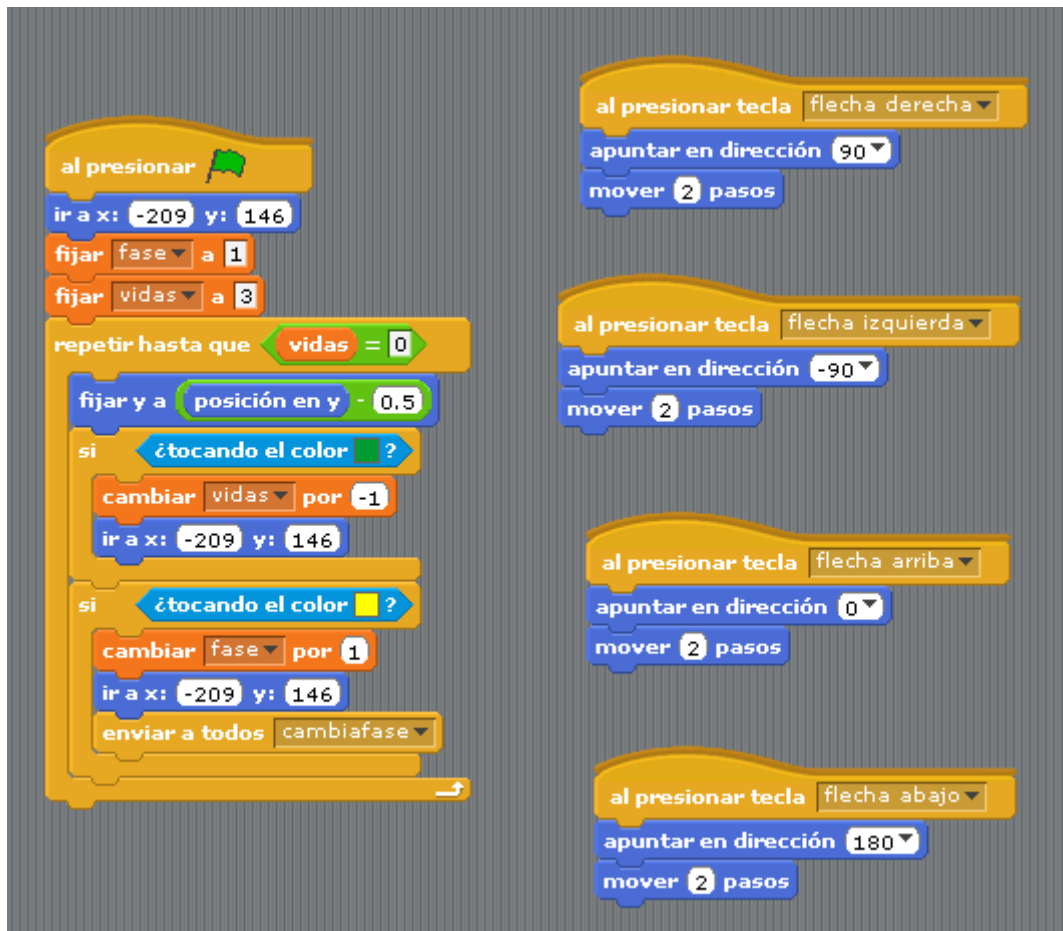 al presionar
ir a x: -209 y: 146
fijar fase a 1
fijar vidas a 3
repetir hasta que vidas = 0
fijar y a posición en y - 0.5
si ¿tocando el color ?
cambiar vidas por -1
ir a x: -209 y: 146
si ¿tocando el color ?
cambiar fase por 1
ir a x: -209 y: 146
enviar a todos cambiafase
al presionar tecla flecha derecha
apuntar en dirección 90
mover 2 pasos
al presionar tecla flecha izquierda
apuntar en dirección -90
mover 2 pasos
al presionar tecla flecha arriba
apuntar en dirección 0
mover 2 pasos
al presionar tecla flecha abajo
apuntar en dirección 180
mover 2 pasos